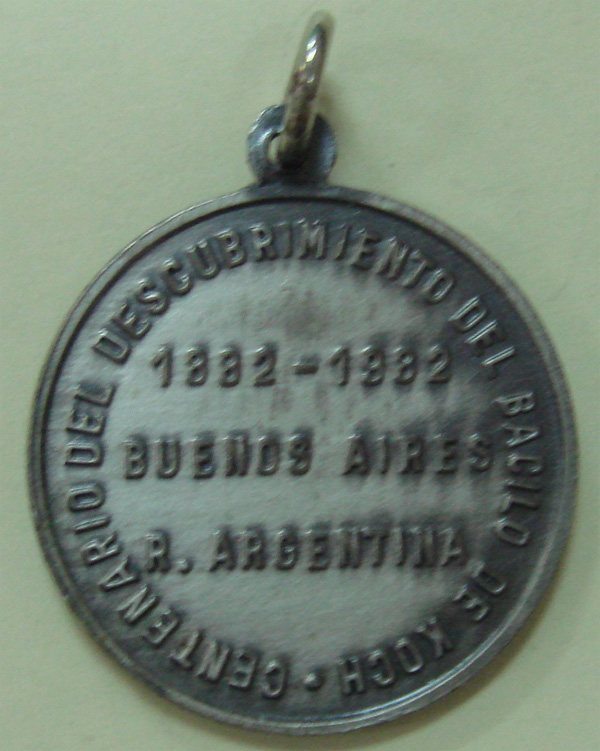 CENTENARIO DEL DESCUBRIMIENTO DEL BACILO DE KOCH •
1882-1982
BUENOS AIRES
R. ARGENTINA